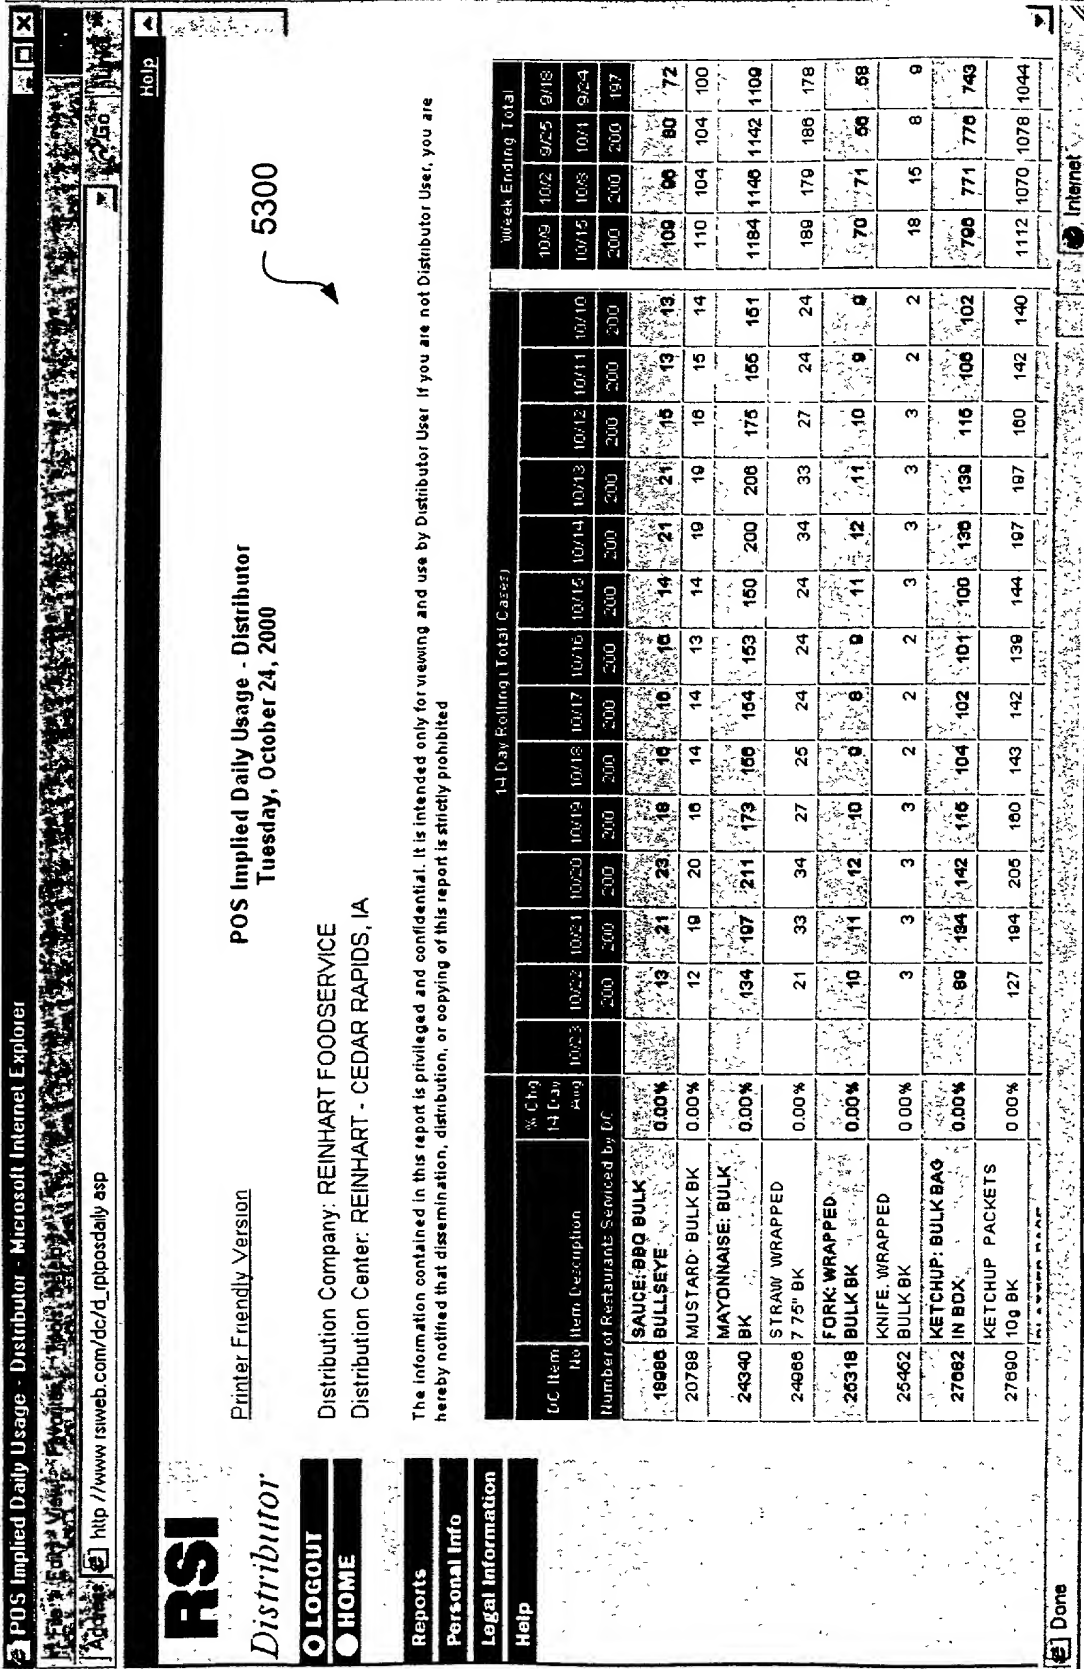 POS Implied Daily Usage - Distributor - Microsoft Internet Explorer
Address http //www rsiweb.com/dc/d_rptposdaily asp
Go
Help
RSI
Distributor
LOGOUT
HOME
Reports
Personal Info
Legal Information
Help
Printer Friendly Version
POS Implied Daily Usage - Distributor
Tuesday, October 24, 2000
5300
Distribution Company: REINHART FOODSERVICE
Distribution Center: REINHART - CEDAR RAPIDS, IA
The information contained in this report is privileged and confidential. It is intended only for viewing and use by Distributor User If you are not Distributor User, you are
hereby notified that dissemination, distribution, or copying of this report is strictly prohibited
14 Day Rolling (Total Cases) Week Ending Total
DC Item No Item Description % Chg 14 Day Avg 10/23 10/22 10/21 10/20 10/19 10/18 10/17 10/16 10/15 10/14 10/13 10/12 10/11 10/10 10/9 10/2 9/25 9/18
10/15 10/8 10/1 9/24
Number of Restaurants Serviced by DC 200 200 200 200 200 200 200 200 200 200 200 200 200 200 200 200 197
18986 SAUCE: BBQ BULK BULLSEYE 0.00% 13 21 23 18 16 16 16 14 21 21 15 13 13 109 96 80 72
20788 MUSTARD BULK BK 0.00% 12 19 20 16 14 14 13 14 19 19 16 15 14 110 104 104 100
24340 MAYONNAISE: BULK BK 0.00% 134 197 211 173 156 154 153 150 200 206 175 155 151 1184 1146 1142 1109
24986 STRAW WRAPPED 7 75" BK 0.00% 21 33 34 27 25 24 24 24 34 33 27 24 24 189 179 186 178
25318 FORK: WRAPPED BULK BK 0.00% 10 11 12 10 9 8 9 11 12 11 10 9 9 70 71 56 58
25462 KNIFE, WRAPPED BULK BK 0 00% 3 3 3 3 2 2 2 3 3 3 3 2 2 18 15 8 9
27682 KETCHUP: BULK BAG IN BOX 0.00% 89 134 142 115 104 102 101 100 136 139 115 106 102 798 771 776 743
27690 KETCHUP PACKETS 10g BK 0 00% 127 194 205 160 143 142 139 144 197 197 160 142 140 1112 1070 1078 1044
Done
Internet